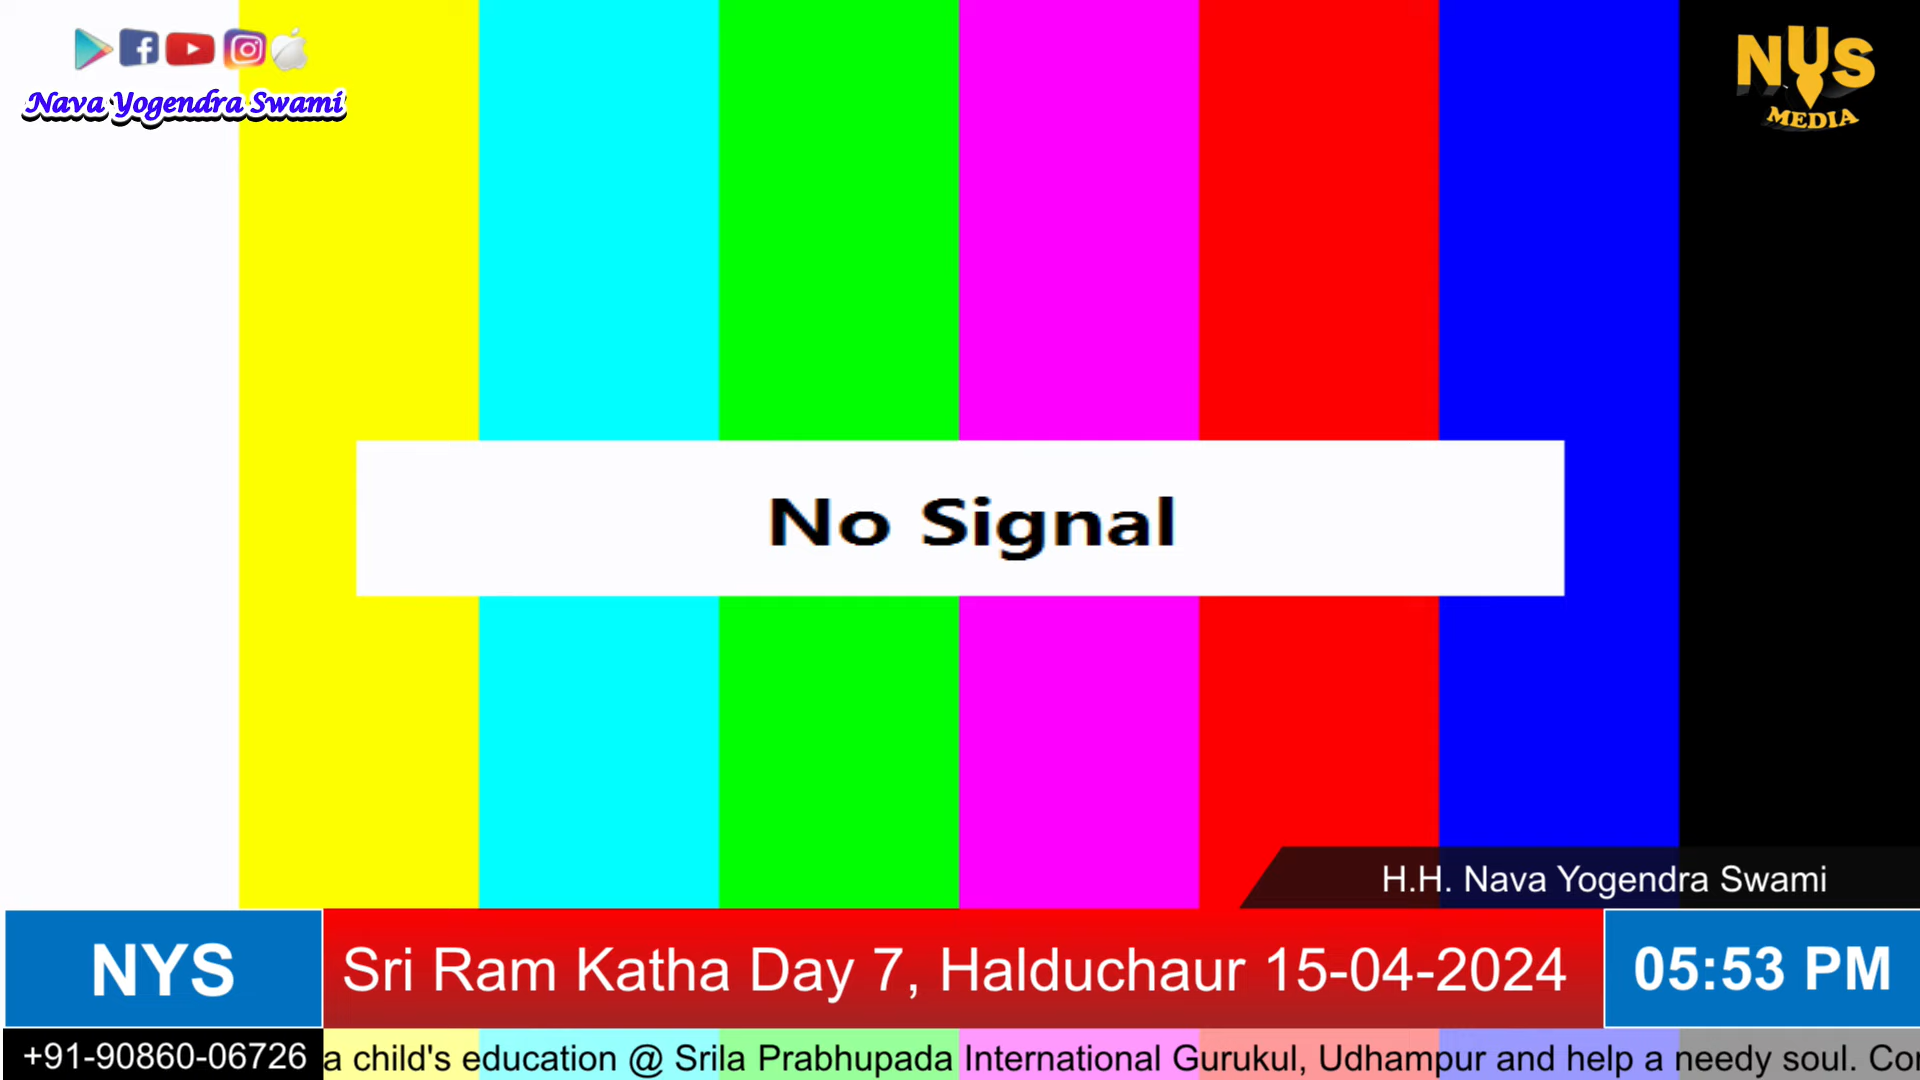 Nava Yogendra Swami
NYS
MEDIA
No Signal
H.H. Nava Yogendra Swami
NYS
Sri Ram Katha Day 7, Halduchaur 15-04-2024
05:53 PM
+91-90860-06726
a child's education @ Srila Prabhupada International Gurukul, Udhampur and help a needy soul.